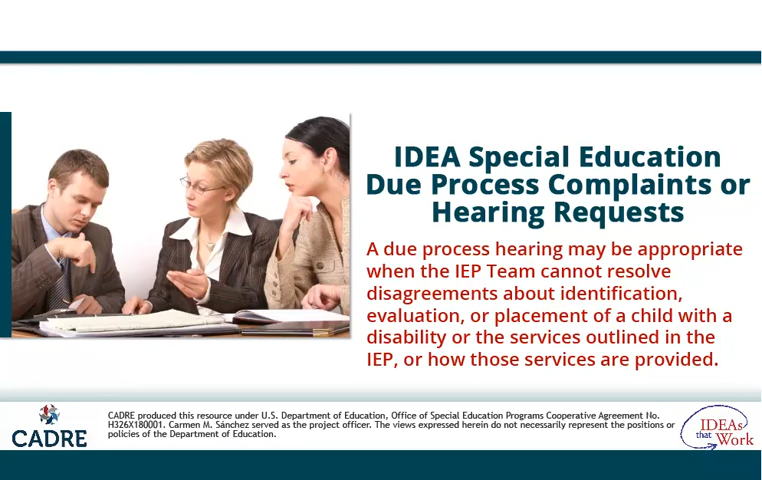 IDEA Special Education
Due Process Complaints or
Hearing Requests
A due process hearing may be appropriate
when the IEP Team cannot resolve
disagreements about identification,
evaluation, or placement of a child with a
disability or the services outlined in the
IEP, or how those services are provided.
CADRE
CADRE produced this resource under U.S. Department of Education, Office of Special Education Programs Cooperative Agreement No.
H326X180001. Carmen M. Sánchez served as the project officer. The views expressed herein do not necessarily represent the positions or
policies of the Department of Education.
IDEAs
that Work